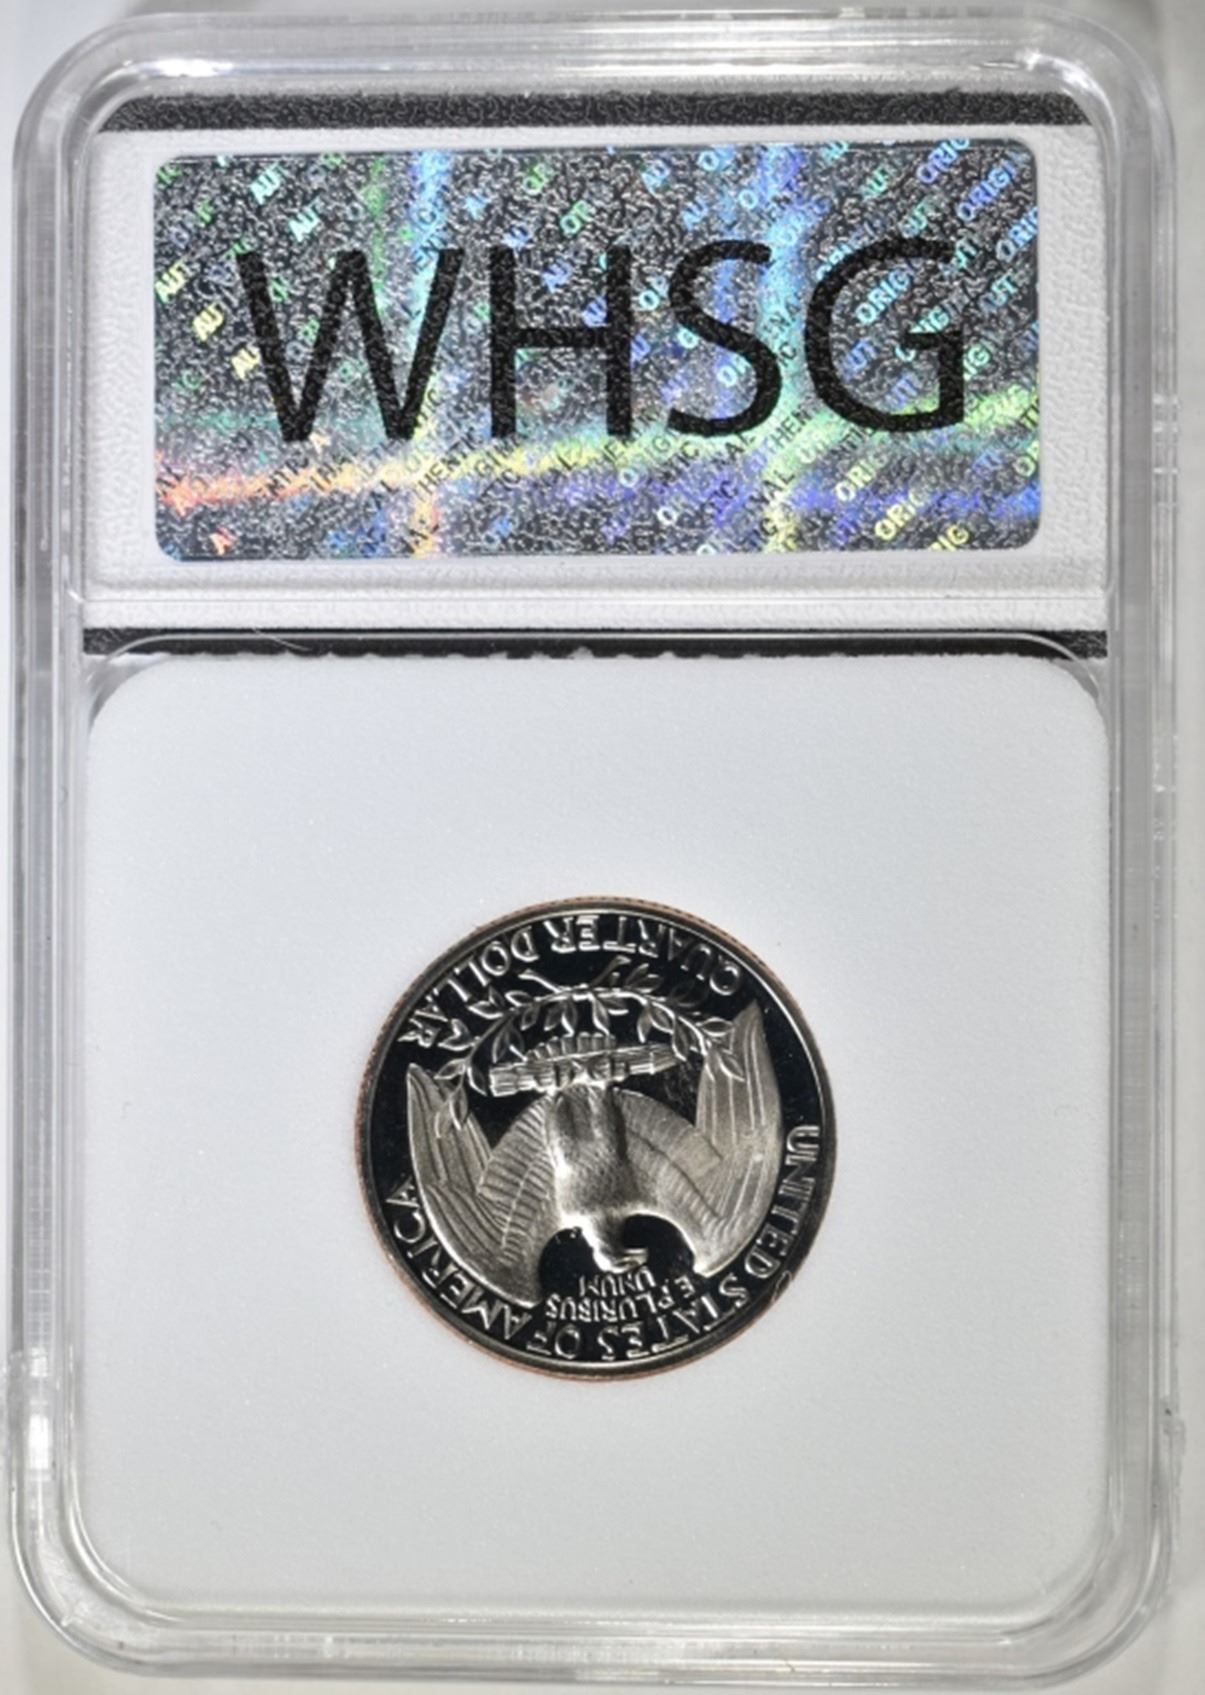 WHSG
UNITED STATES OF AMERICA
E PLURIBUS
UNUM
QUARTER DOLLAR